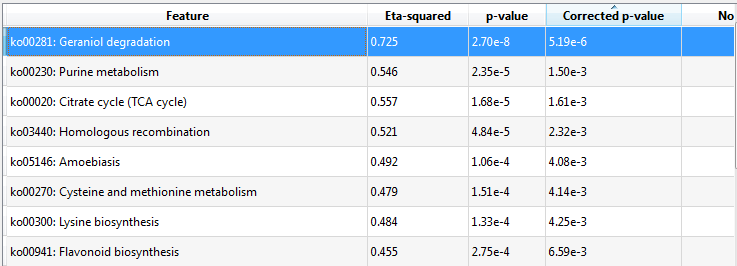 Feature Eta-squared p-value Corrected p-value No
ko00281: Geraniol degradation 0.725 2.70e-8 5.19e-6
ko00230: Purine metabolism 0.546 2.35e-5 1.50e-3
ko00020: Citrate cycle (TCA cycle) 0.557 1.68e-5 1.61e-3
ko03440: Homologous recombination 0.521 4.84e-5 2.32e-3
ko05146: Amoebiasis 0.492 1.06e-4 4.08e-3
ko00270: Cysteine and methionine metabolism 0.479 1.51e-4 4.14e-3
ko00300: Lysine biosynthesis 0.484 1.33e-4 4.25e-3
ko00941: Flavonoid biosynthesis 0.455 2.75e-4 6.59e-3